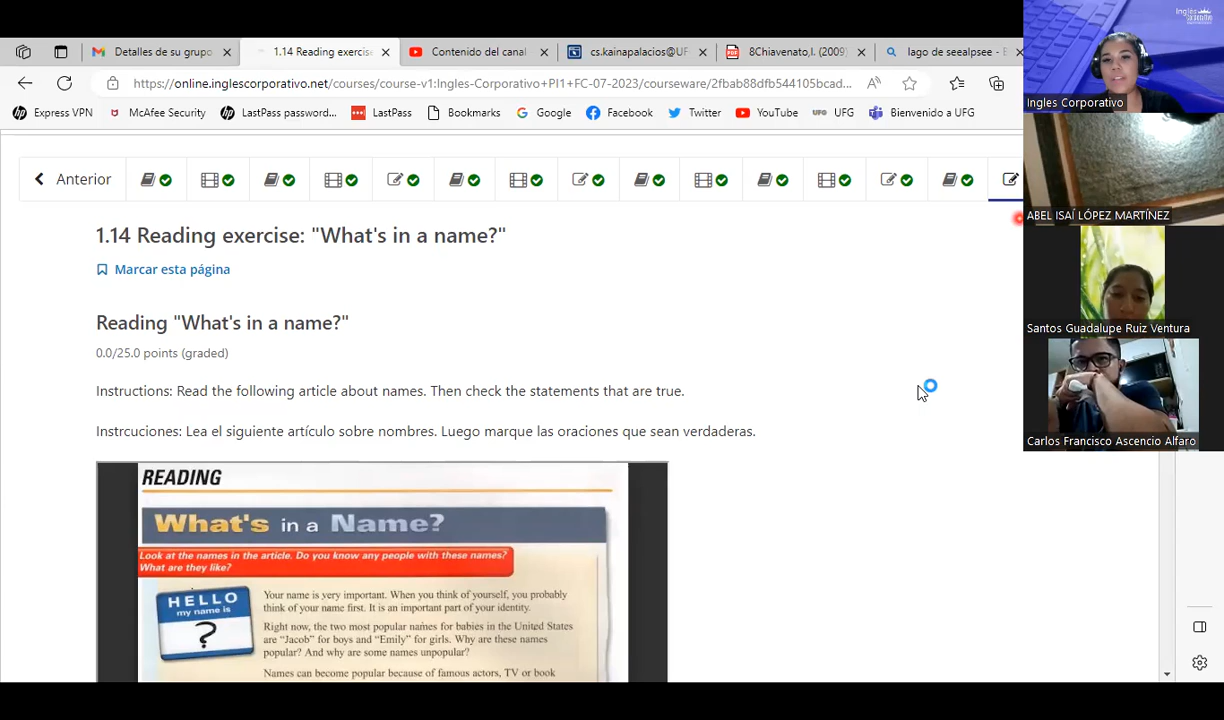 Detalles de su grupo
1.14 Reading exercise
Contenido del canal
cs.kainapalacios@UF
8Chiavenato,I. (2009)
lago de seealpsee - B
Inglés
https://online.inglescorporativo.net/courses/course-v1:Ingles-Corporativo+PI1+FC-07-2023/courseware/2fbab88dfb544105bcad...
Express VPN
McAfee Security
LastPass password...
LastPass
Bookmarks
Google
Facebook
Twitter
YouTube
UFG
Bienvenido a UFG
Ingles Corporativo
Anterior
ABEL ISAÍ LÓPEZ MARTÍNEZ
1.14 Reading exercise: "What's in a name?"
Marcar esta página
Reading "What's in a name?"
Santos Guadalupe Ruiz Ventura
0.0/25.0 points (graded)
Instructions: Read the following article about names. Then check the statements that are true.
Instrcuciones: Lea el siguiente artículo sobre nombres. Luego marque las oraciones que sean verdaderas.
Carlos Francisco Ascencio Alfaro
READING
What's in a Name?
Look at the names in the article. Do you know any people with these names?
What are they like?
HELLO
my name is
?
Your name is very important. When you think of yourself, you probably
think of your name first. It is an important part of your identity.
Right now, the two most popular names for babies in the United States
are "Jacob" for boys and "Emily" for girls. Why are these names
popular? And why are some names unpopular?
Names can become popular because of famous actors, TV or book